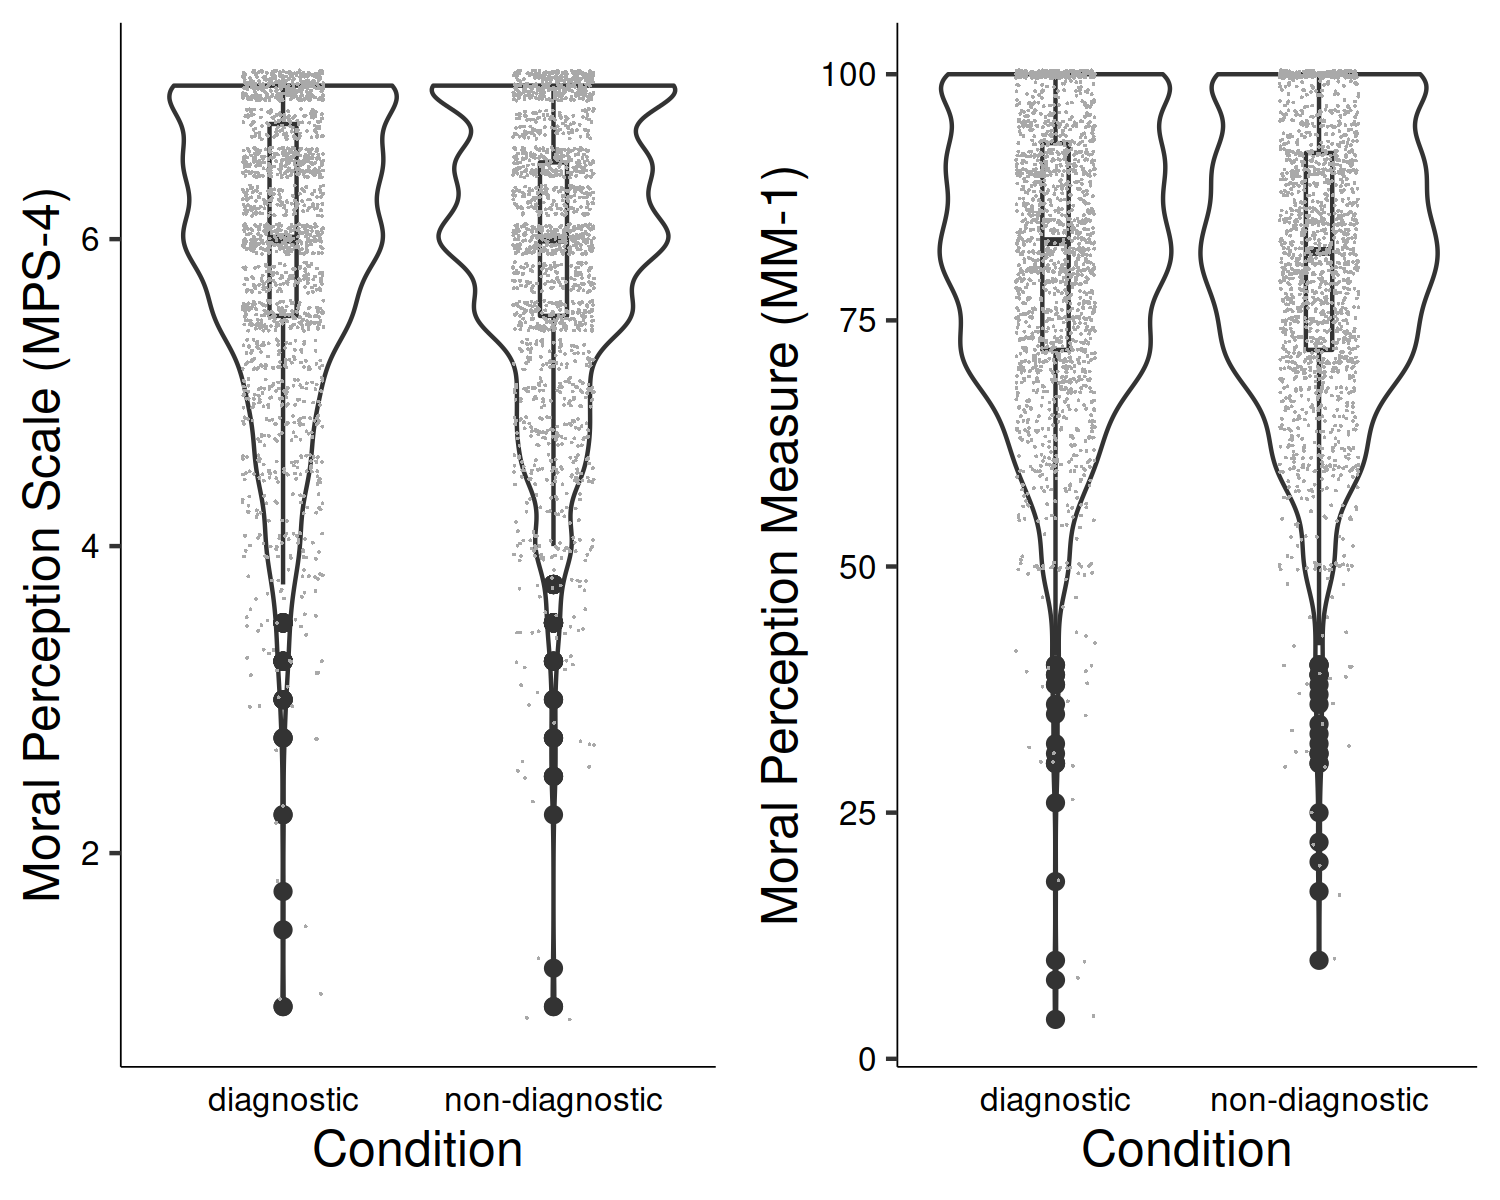 Moral Perception Scale (MPS-4)
6
4
2
diagnostic
non-diagnostic
Condition
Moral Perception Measure (MM-1)
100
75
50
25
0
diagnostic
non-diagnostic
Condition